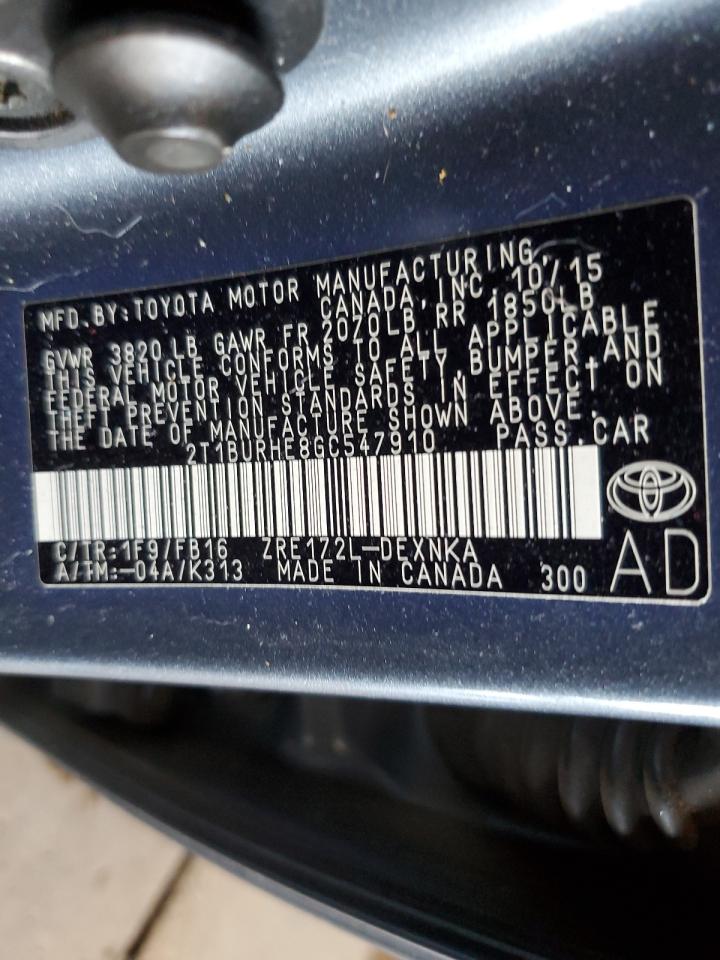 MFD. BY: TOYOTA MOTOR MANUFACTURING,
CANADA, INC. 10/15
GVWR 3820 LB GAWR FR 2070LB RR 1850LB
THIS VEHICLE CONFORMS TO ALL APPLICABLE
FEDERAL MOTOR VEHICLE SAFETY, BUMPER, AND
THEFT PREVENTION STANDARDS IN EFFECT ON
THE DATE OF MANUFACTURE SHOWN ABOVE.
2T1BURHE8GC547910 PASS.CAR
C/TR:1F9/FB16 ZRE172L-DEXNKA
A/TM:-04A/K313 MADE IN CANADA 300
AD